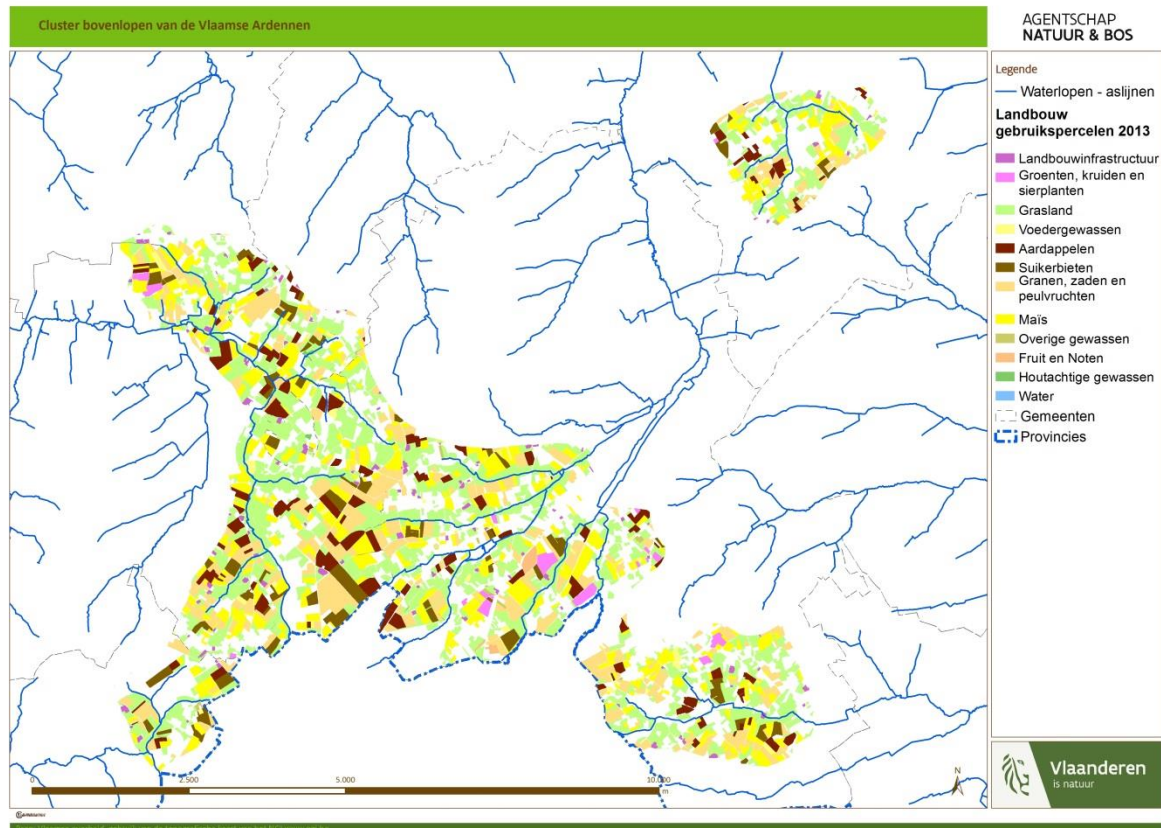 Cluster bovenlopen van de Vlaamse Ardennen
AGENTSCHAP
NATUUR & BOS
Legende
Waterlopen - aslijnen
Landbouw
gebruikspercelen 2013
Landbouwinfrastructuur
Groenten, kruiden en
sierplanten
Grasland
Voedergewassen
Aardappelen
Suikerbieten
Granen, zaden en
peulvruchten
Maïs
Overige gewassen
Fruit en Noten
Houtachtige gewassen
Water
Gemeenten
Provincies
0 2.500 5.000 10.000
m
N
Vlaanderen
is natuur